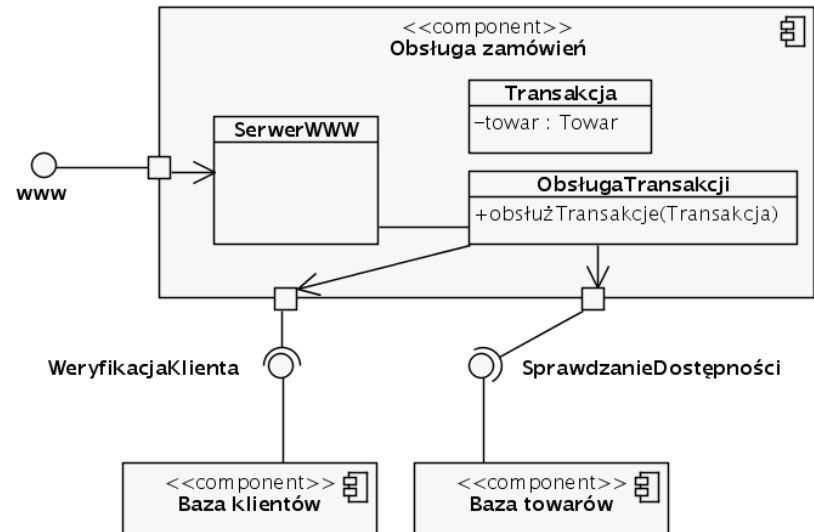 <<component>>
Obsługa zamówień
Transakcja
-towar : Towar
SerwerWWW
ObsługaTransakcji
+obsłużTransakcje(Transakcja)
www
WeryfikacjaKlienta
SprawdzanieDostępności
<<component>>
Baza klientów
<<component>>
Baza towarów